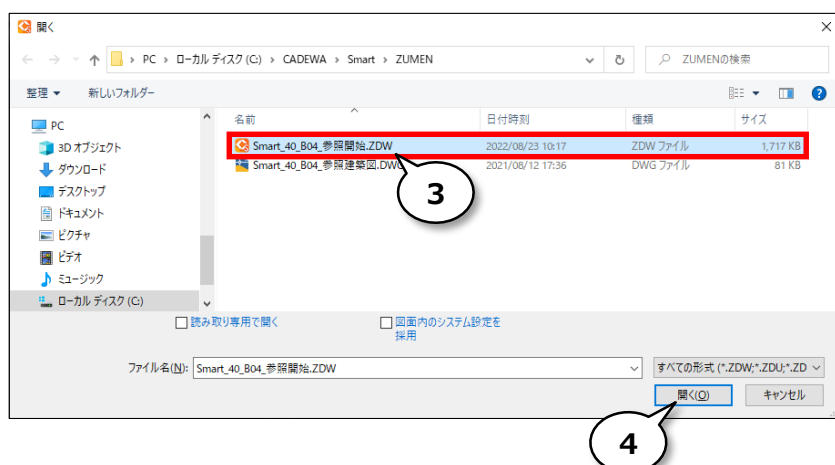 開く
PC › ローカル ディスク (C:) › CADEWA › Smart › ZUMEN
ZUMENの検索
整理
新しいフォルダー
名前 日付時刻 種類 サイズ
Smart_40_B04_参照開始.ZDW 2022/08/23 10:17 ZDW ファイル 1,717 KB
Smart_40_B04_参照建築図.DWG 2021/08/12 17:36 DWG ファイル 81 KB
3
PC
3D オブジェクト
ダウンロード
デスクトップ
ドキュメント
ピクチャ
ビデオ
ミュージック
ローカル ディスク (C:)
読み取り専用で開く
図面内のシステム設定を
採用
ファイル名(N): Smart_40_B04_参照開始.ZDW
すべての形式 (*.ZDW;*.ZDU;*.ZD
開く(O) キャンセル
4